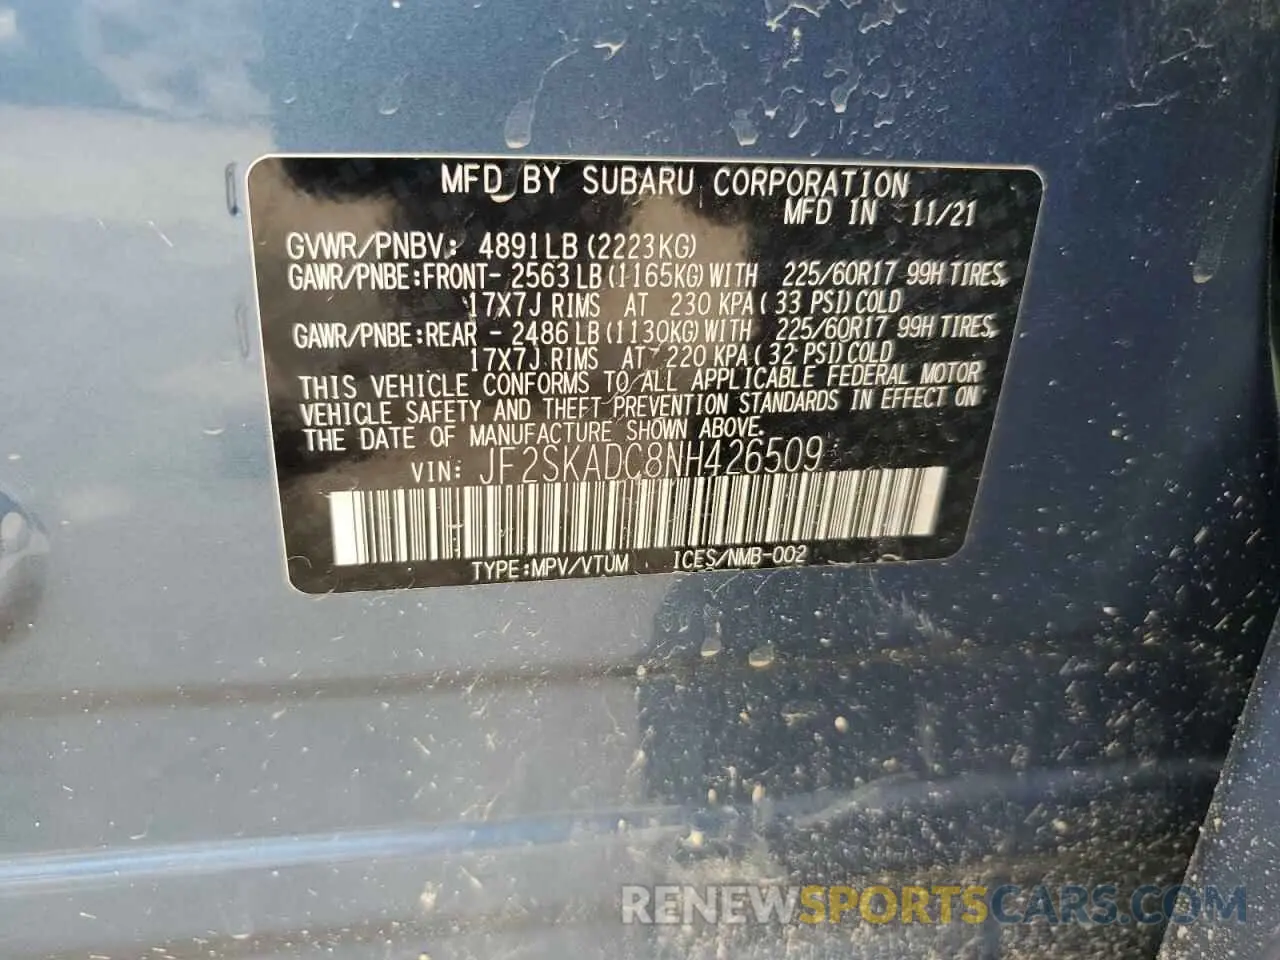 MFD BY SUBARU CORPORATION
MFD IN 11/21
GVWR/PNBV: 4891LB (2223KG)
GAWR/PNBE:FRONT- 2563 LB (1165KG) WITH 225/60R17 99H TIRES,
17X7J RIMS AT 230 KPA ( 33 PSI) COLD
GAWR/PNBE:REAR - 2486 LB (1130KG) WITH 225/60R17 99H TIRES,
17X7J RIMS AT 220 KPA ( 32 PSI) COLD
THIS VEHICLE CONFORMS TO ALL APPLICABLE FEDERAL MOTOR
VEHICLE SAFETY AND THEFT PREVENTION STANDARDS IN EFFECT ON
THE DATE OF MANUFACTURE SHOWN ABOVE.
VIN: JF2SKADC8NH426509
TYPE:MPV/VTUM ICES/NMB-002
RENEWSPORTSCARS.COM